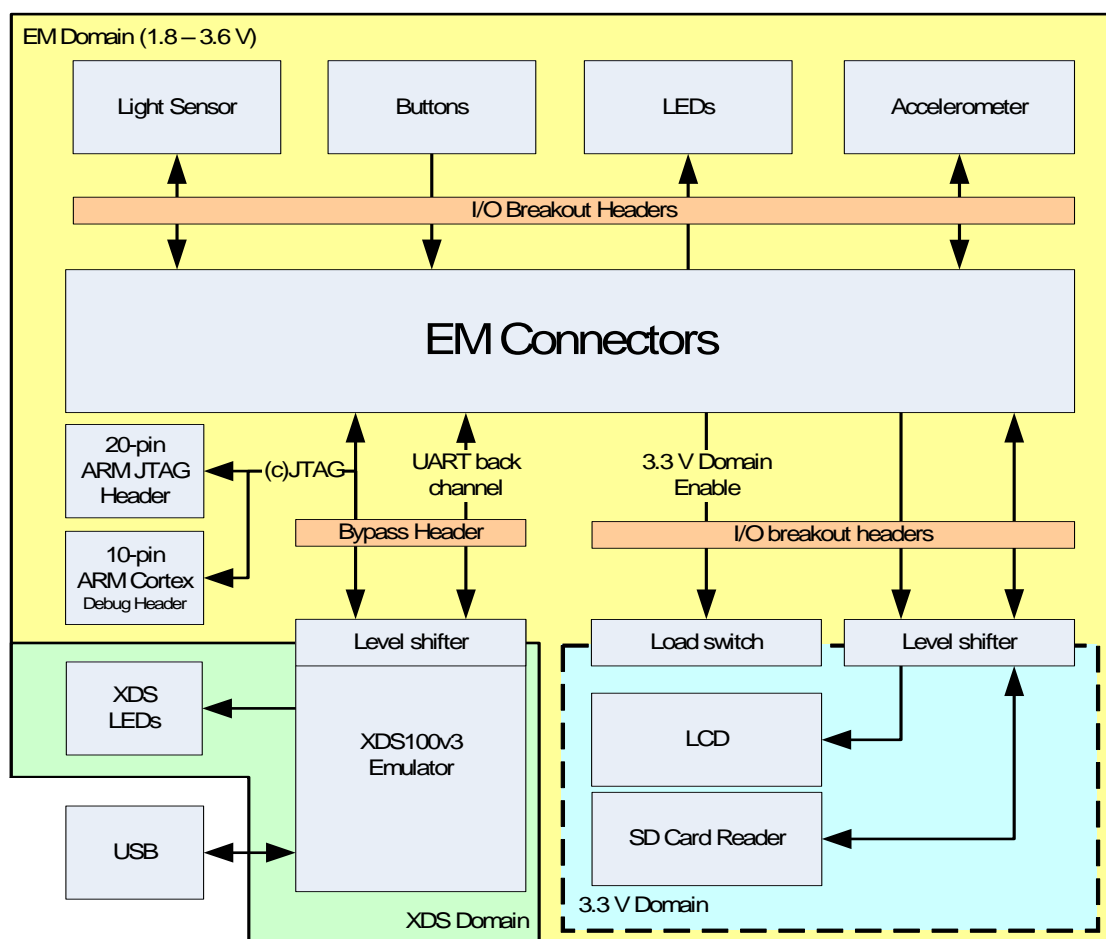 EM Domain (1.8 – 3.6 V)
Light Sensor
Buttons
LEDs
Accelerometer
I/O Breakout Headers
EM Connectors
20-pin
ARM JTAG
Header
(c)JTAG
UART back
channel
3.3 V Domain
Enable
Bypass Header
I/O breakout headers
10-pin
ARM Cortex
Debug Header
Level shifter
Load switch
Level shifter
XDS
LEDs
XDS100v3
Emulator
LCD
USB
SD Card Reader
XDS Domain
3.3 V Domain